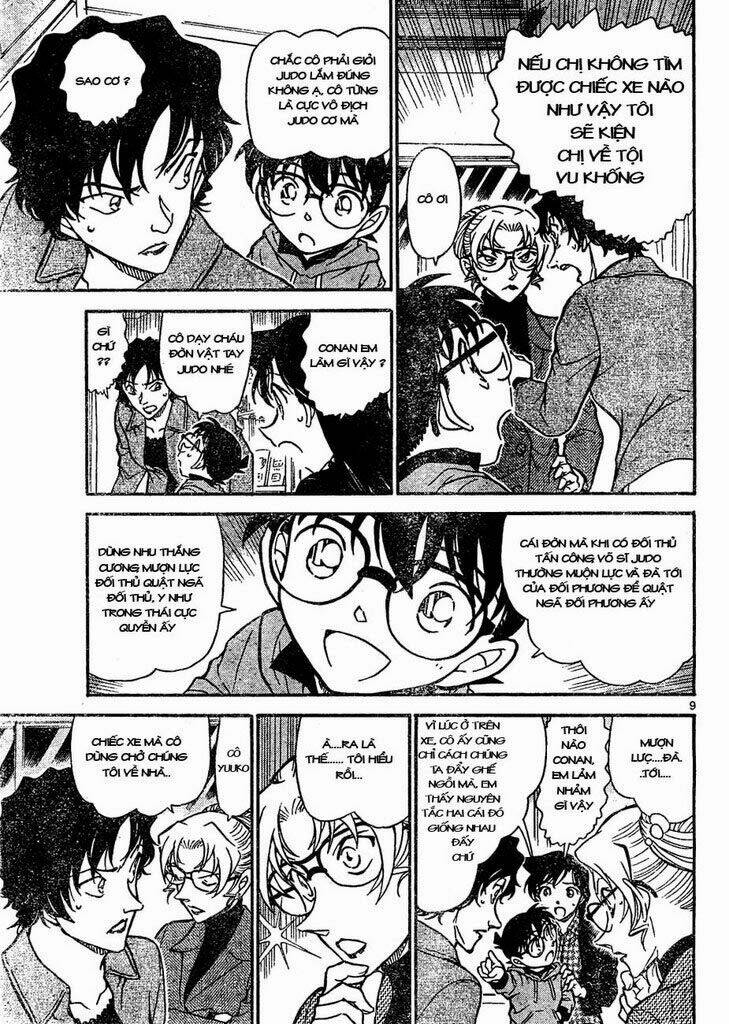 NẾU CHỊ KHÔNG TÌM
ĐƯỢC CHIẾC XE NÀO
NHƯ VẬY TÔI
SẼ KIỆN
CHỊ VỀ TỘI
VU KHỐNG
CÔ ƠI
CHẮC CÔ PHẢI GIỎI
JUDO LẮM ĐÚNG
KHÔNG Ạ, CÔ TỪNG
LÀ CỰC VÔ ĐỊCH
JUDO CƠ MÀ
SAO CƠ ?
CONAN EM
LÀM GÌ VẬY ?
CÔ DẠY CHÁU
ĐÒN VẬT TAY
JUDO NHÉ
GÌ
CHỨ
??
CÁI ĐÒN MÀ KHI CÓ ĐỐI THỦ
TẤN CÔNG, VÕ SĨ JUDO
THƯỜNG MUỘN LỰC VÀ ĐÀ TỚI
CỦA ĐỐI PHƯƠNG ĐỂ QUẬT
NGÃ ĐỐI PHƯƠNG ẤY
DÙNG NHU THẮNG
CƯƠNG, MƯỢN LỰC
ĐỐI THỦ QUẬT NGÃ
ĐỐI THỦ, Y NHƯ
TRONG THÁI CỰC
QUYỀN ẤY
9
MƯỢN
LỰC....ĐÀ..
.TỚI....
THÔI
NÀO
CONAN,
EM LẢM
NHẢM
GÌ VẬY
VÌ LÚC Ở TRÊN
XE, CÔ ẤY CŨNG
CHỈ CÁCH CHÚNG
TA ĐẨY GHẾ
NGỒI MÀ, EM
THẤY NGUYÊN
TẮC HAI CÁI ĐÓ
GIỐNG NHAU
ĐẤY
CHỨ
À....RA LÀ
THẾ...... TÔI HIỂU
RỒI...
CÔ
YUUKO
CHIẾC XE MÀ CÔ
DÙNG CHỞ CHÚNG
TÔI VỀ NHÀ..